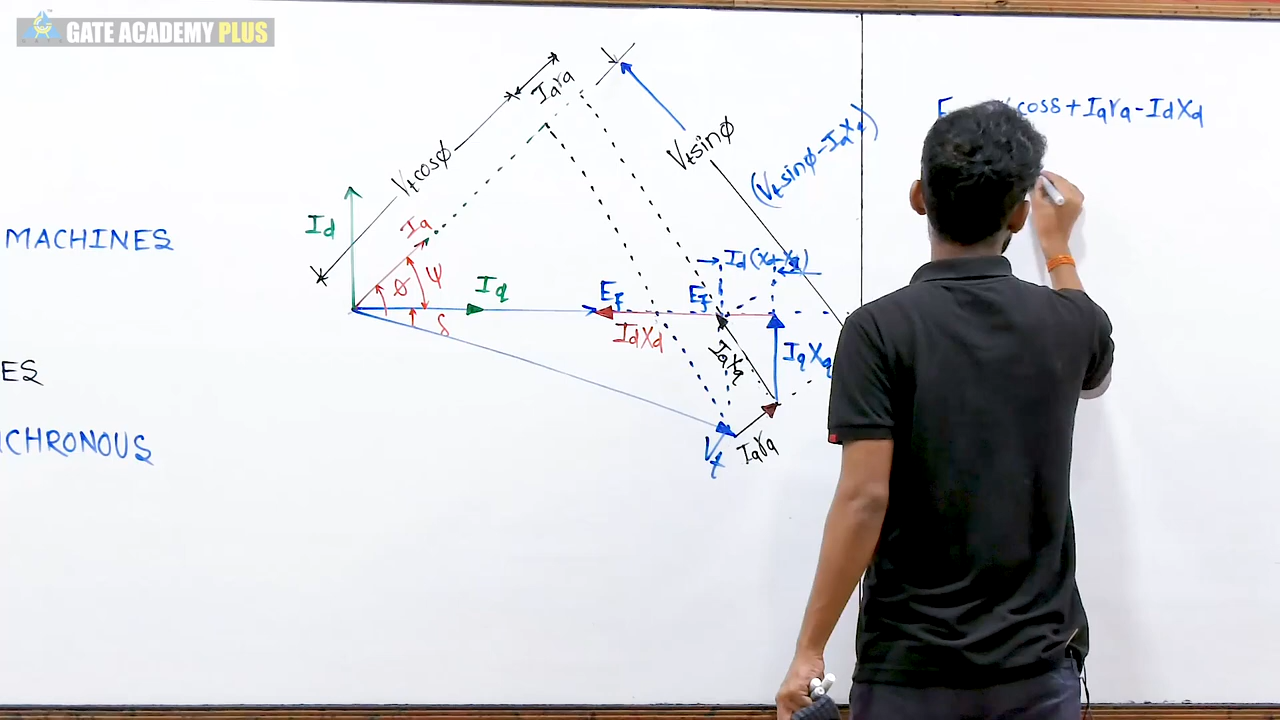 GATE ACADEMY PLUS
MACHINES
ES
CHRONOUS
Iara
Vtcosϕ
Vtsinϕ
(Vtsinϕ-IaXq)
Id
Ia
θ
ψ
Iq
δ
Ef
Ef'
Id(Xd-Xq)
IdXd
IaXq
IqXq
Vt
Iara
cosδ+Iqra-IdXd